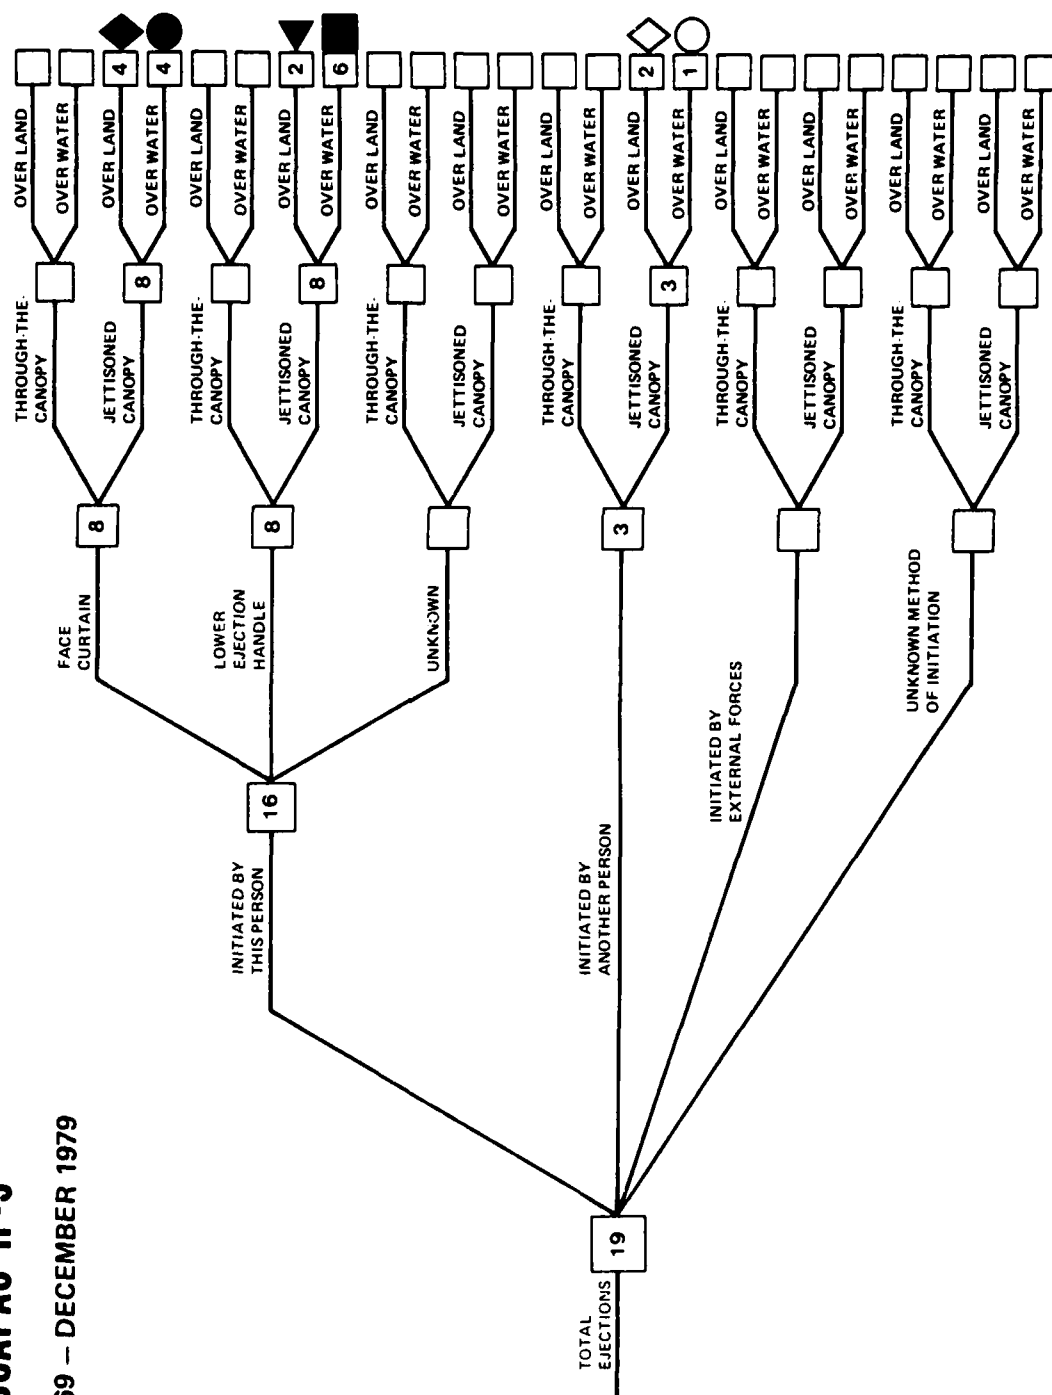 69 – DECEMBER 1979
TOTAL
EJECTIONS
19
INITIATED BY
THIS PERSON
16
FACE
CURTAIN
8
THROUGH-THE-
CANOPY
OVER LAND
OVER WATER
JETTISONED
CANOPY
8
OVER LAND
4
OVER WATER
4
LOWER
EJECTION
HANDLE
8
THROUGH-THE-
CANOPY
OVER LAND
OVER WATER
JETTISONED
CANOPY
8
OVER LAND
2
OVER WATER
6
UNKNOWN
THROUGH-THE-
CANOPY
OVER LAND
OVER WATER
JETTISONED
CANOPY
OVER LAND
OVER WATER
INITIATED BY
ANOTHER PERSON
3
THROUGH-THE-
CANOPY
OVER LAND
OVER WATER
JETTISONED
CANOPY
3
OVER LAND
2
OVER WATER
1
INITIATED BY
EXTERNAL FORCES
THROUGH-THE-
CANOPY
OVER LAND
OVER WATER
JETTISONED
CANOPY
OVER LAND
OVER WATER
UNKNOWN METHOD
OF INITIATION
THROUGH-THE-
CANOPY
OVER LAND
OVER WATER
JETTISONED
CANOPY
OVER LAND
OVER WATER